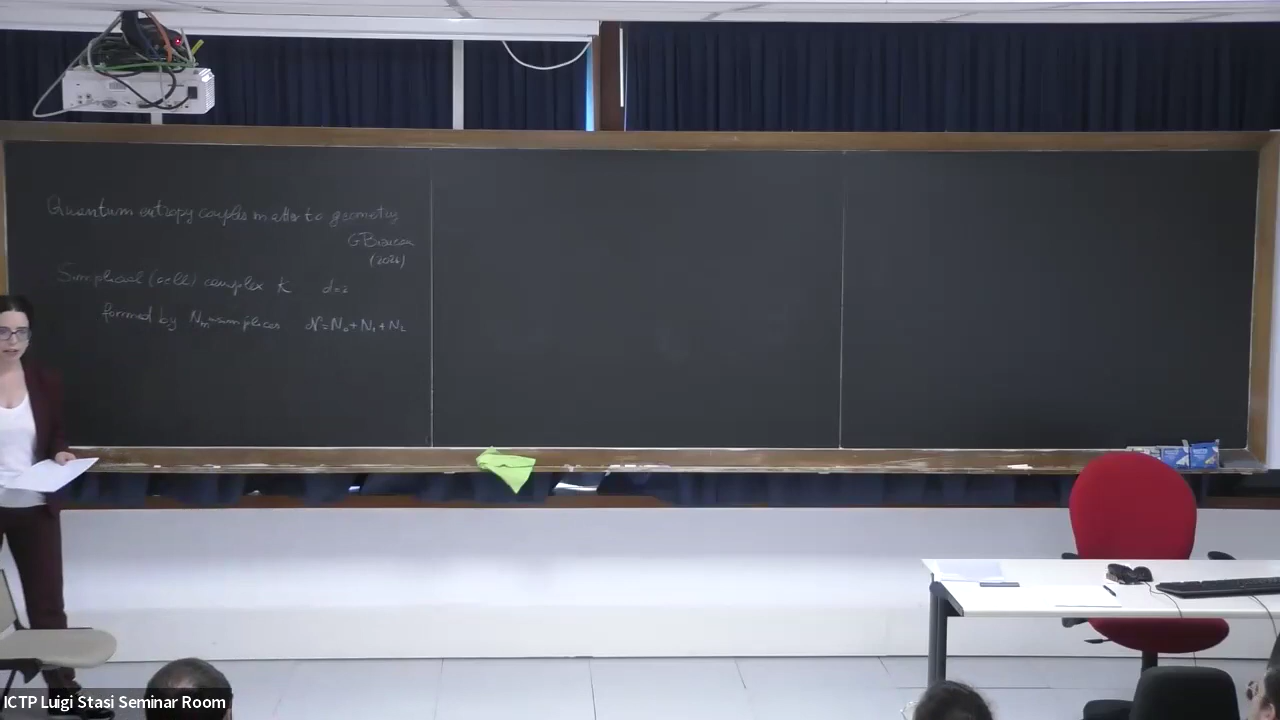 Quantum entropy couples matter to geometry
G Bianconi
Simplicial (cell) complex K d=2
formed by Nm m-simplices 𝒩=N0+N1+N2
ICTP Luigi Stasi Seminar Room